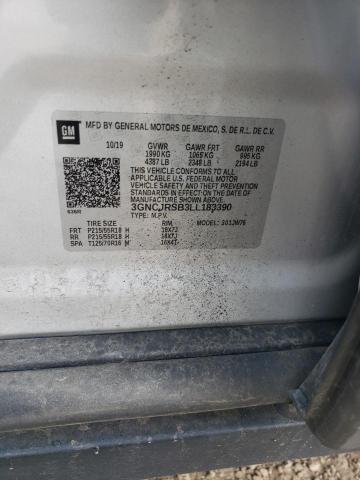 GM
MFD BY GENERAL MOTORS DE MEXICO, S. DE R.L. DE C.V.
10/19 GVWR GAWR FRT GAWR RR
1990 KG 1065 KG 995 KG
4387 LB 2348 LB 2194 LB
THIS VEHICLE CONFORMS TO ALL
APPLICABLE U.S. FEDERAL MOTOR
VEHICLE SAFETY, BUMPER, AND
THEFT PREVENTION STANDARDS
IN EFFECT ON THE DATE OF
MANUFACTURE SHOWN ABOVE.
3GNCJRSB3LL183390
TYPE: M.P.V. MODEL: 301JM76
TIRE SIZE RIM
FRT P215/55R18 H 18X7J
RR P215/55R18 H 18X7J
SPA T125/70R16 M 16X4T